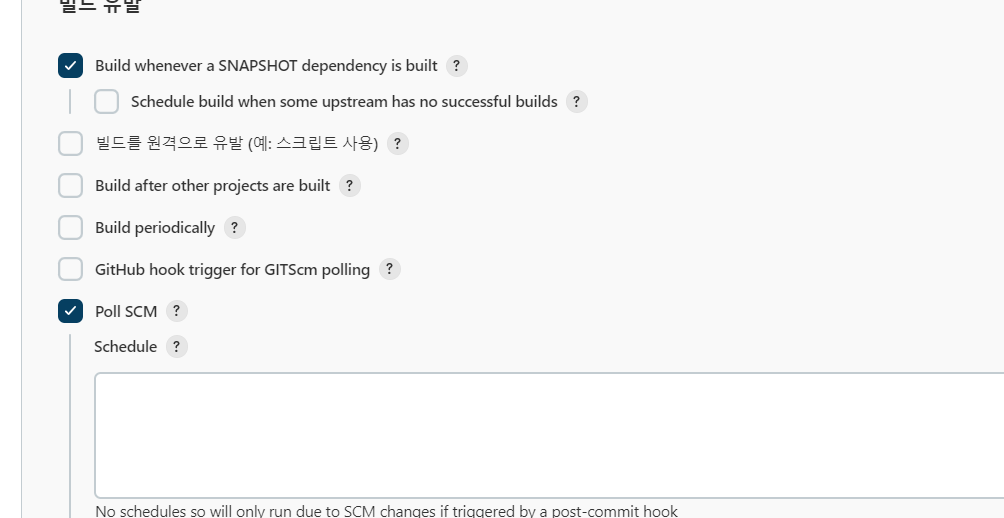 빌드 유발
Build whenever a SNAPSHOT dependency is built ?
Schedule build when some upstream has no successful builds ?
빌드를 원격으로 유발 (예: 스크립트 사용) ?
Build after other projects are built ?
Build periodically ?
GitHub hook trigger for GITScm polling ?
Poll SCM ?
Schedule ?
No schedules so will only run due to SCM changes if triggered by a post-commit hook